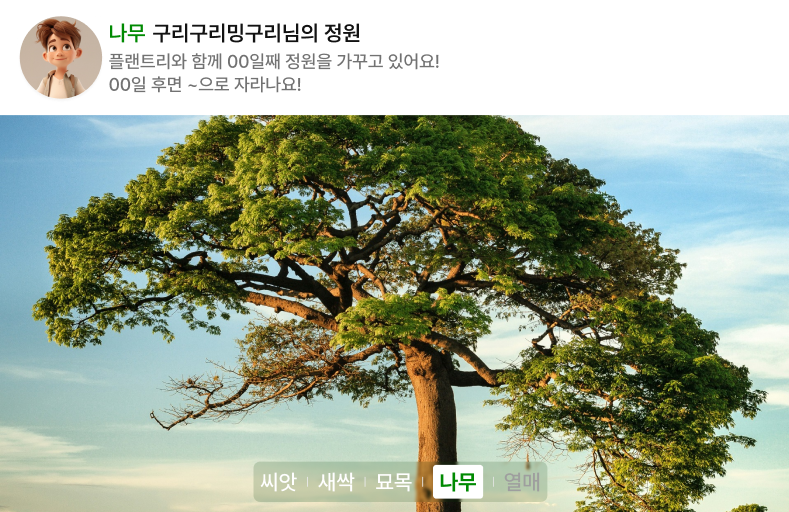 나무 구리구리밍구리님의 정원
플랜트리와 함께 00일째 정원을 가꾸고 있어요!
00일 후면 ~으로 자라나요!
씨앗 새싹 묘목 나무 열매